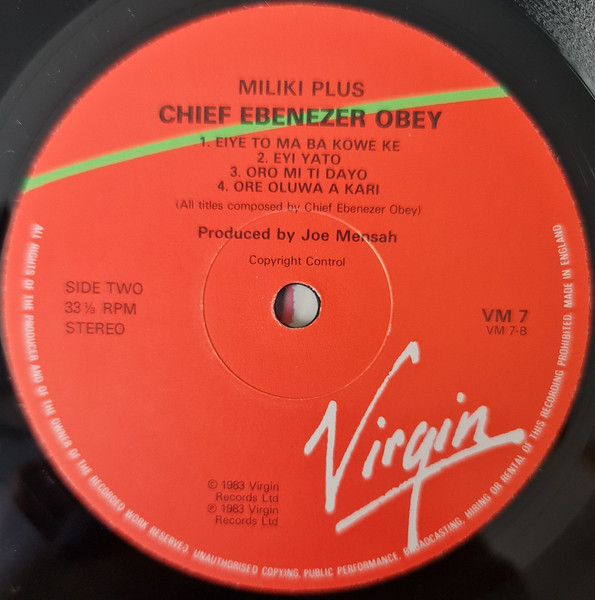 MILIKI PLUS
CHIEF EBENEZER OBEY
1. EIYE TO MA BA KOWE KE
2. EYI YATO
3. ORO MI TI DAYO
4. ORE OLUWA A KARI
(All titles composed by Chief Ebenezer Obey)
Produced by Joe Mensah
Copyright Control
SIDE TWO
33⅓ RPM
STEREO
VM 7
VM 7-B
Virgin
© 1983 Virgin
Records Ltd
℗ 1983 Virgin
Records Ltd
ALL RIGHTS OF THE PRODUCER AND OF THE OWNER OF THE RECORDED WORK RESERVED. UNAUTHORISED COPYING, PUBLIC PERFORMANCE, BROADCASTING, HIRING OR RENTAL OF THIS RECORDING PROHIBITED. MADE IN ENGLAND